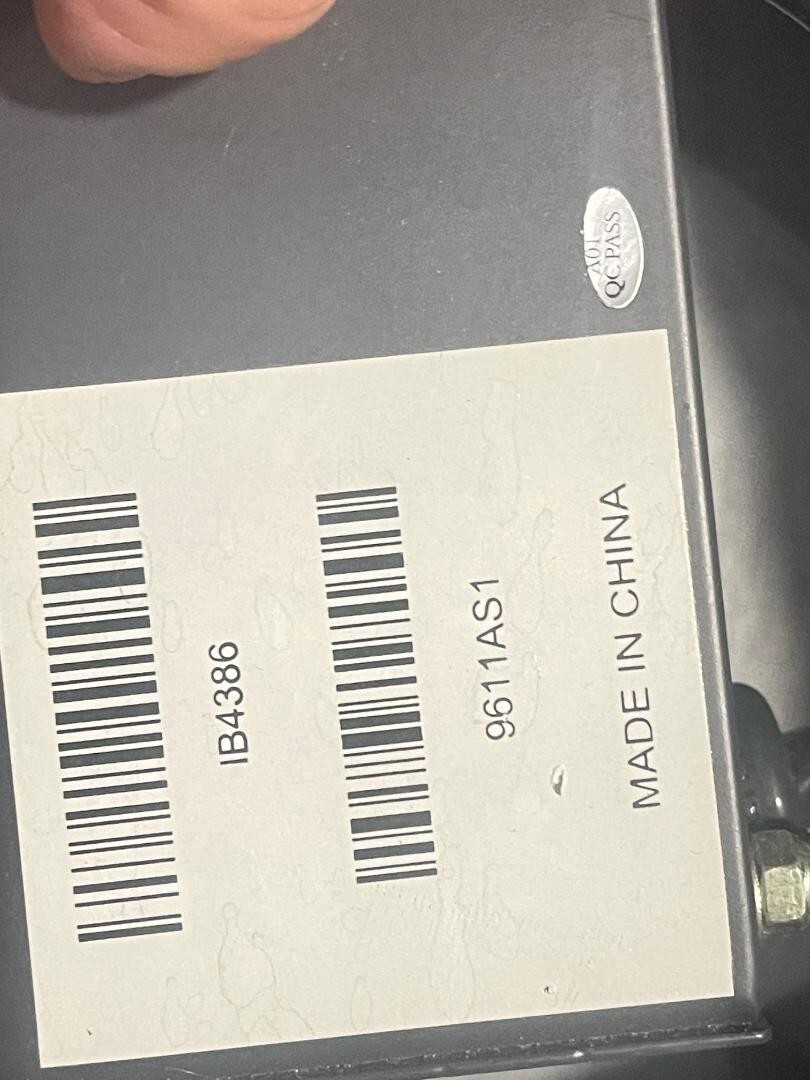 A01
QC PASS
IB4386
9611AS1
MADE IN CHINA